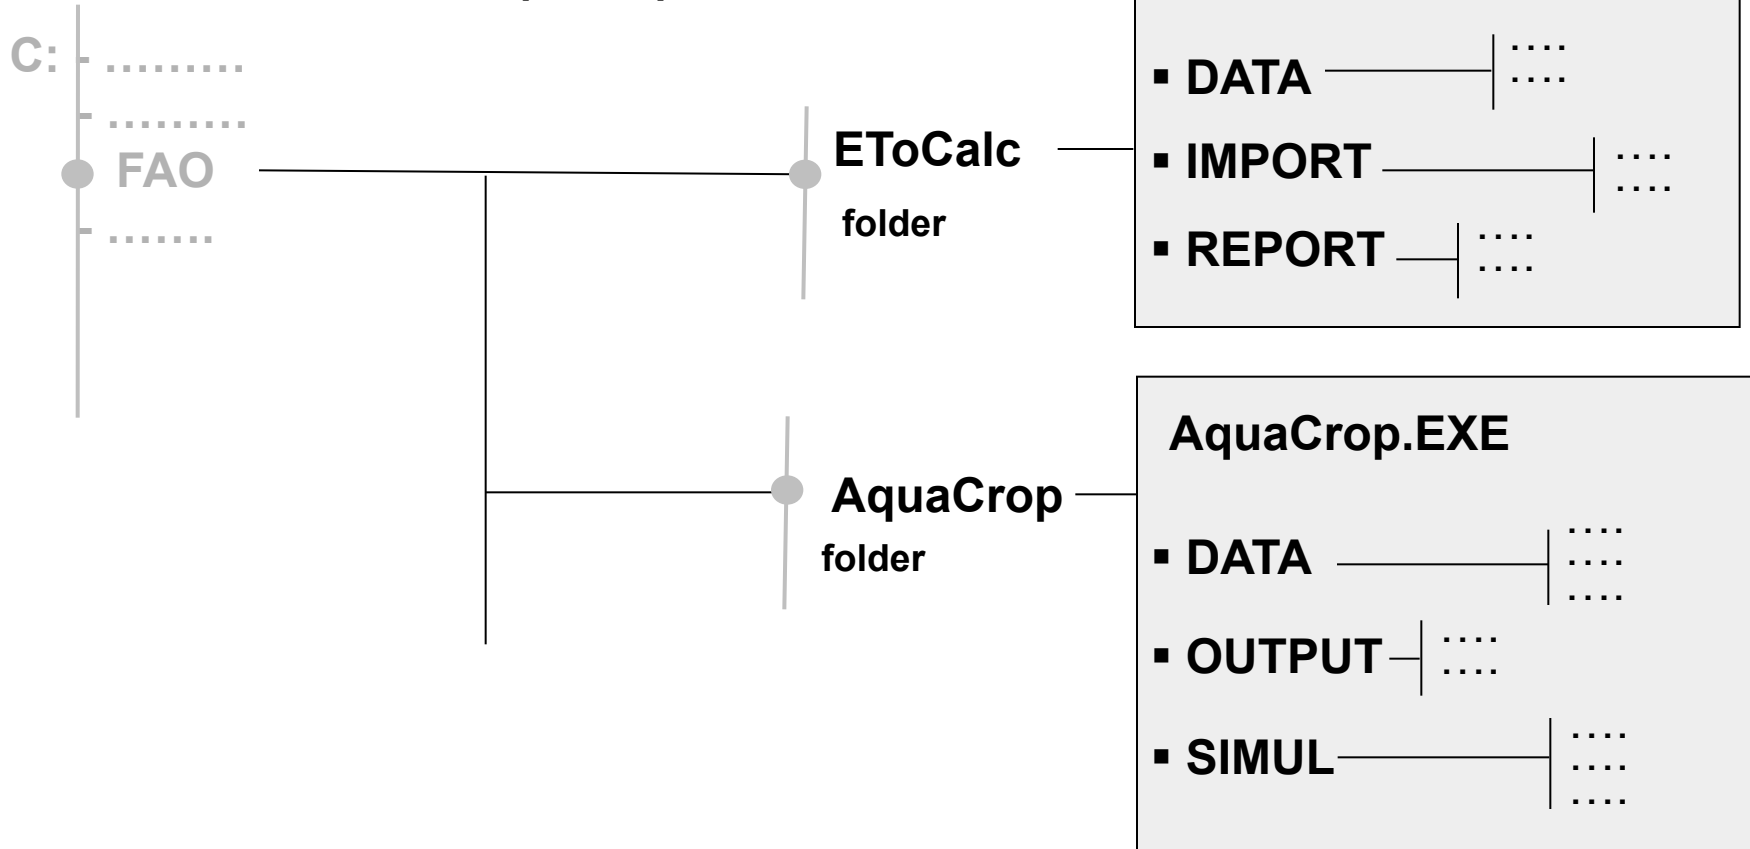 C:
- .........
- .........
FAO
- .......
EToCalc
folder
▪ DATA
....
....
▪ IMPORT
....
....
▪ REPORT
....
....
AquaCrop
folder
AquaCrop.EXE
▪ DATA
....
....
....
▪ OUTPUT
....
....
▪ SIMUL
....
....
....